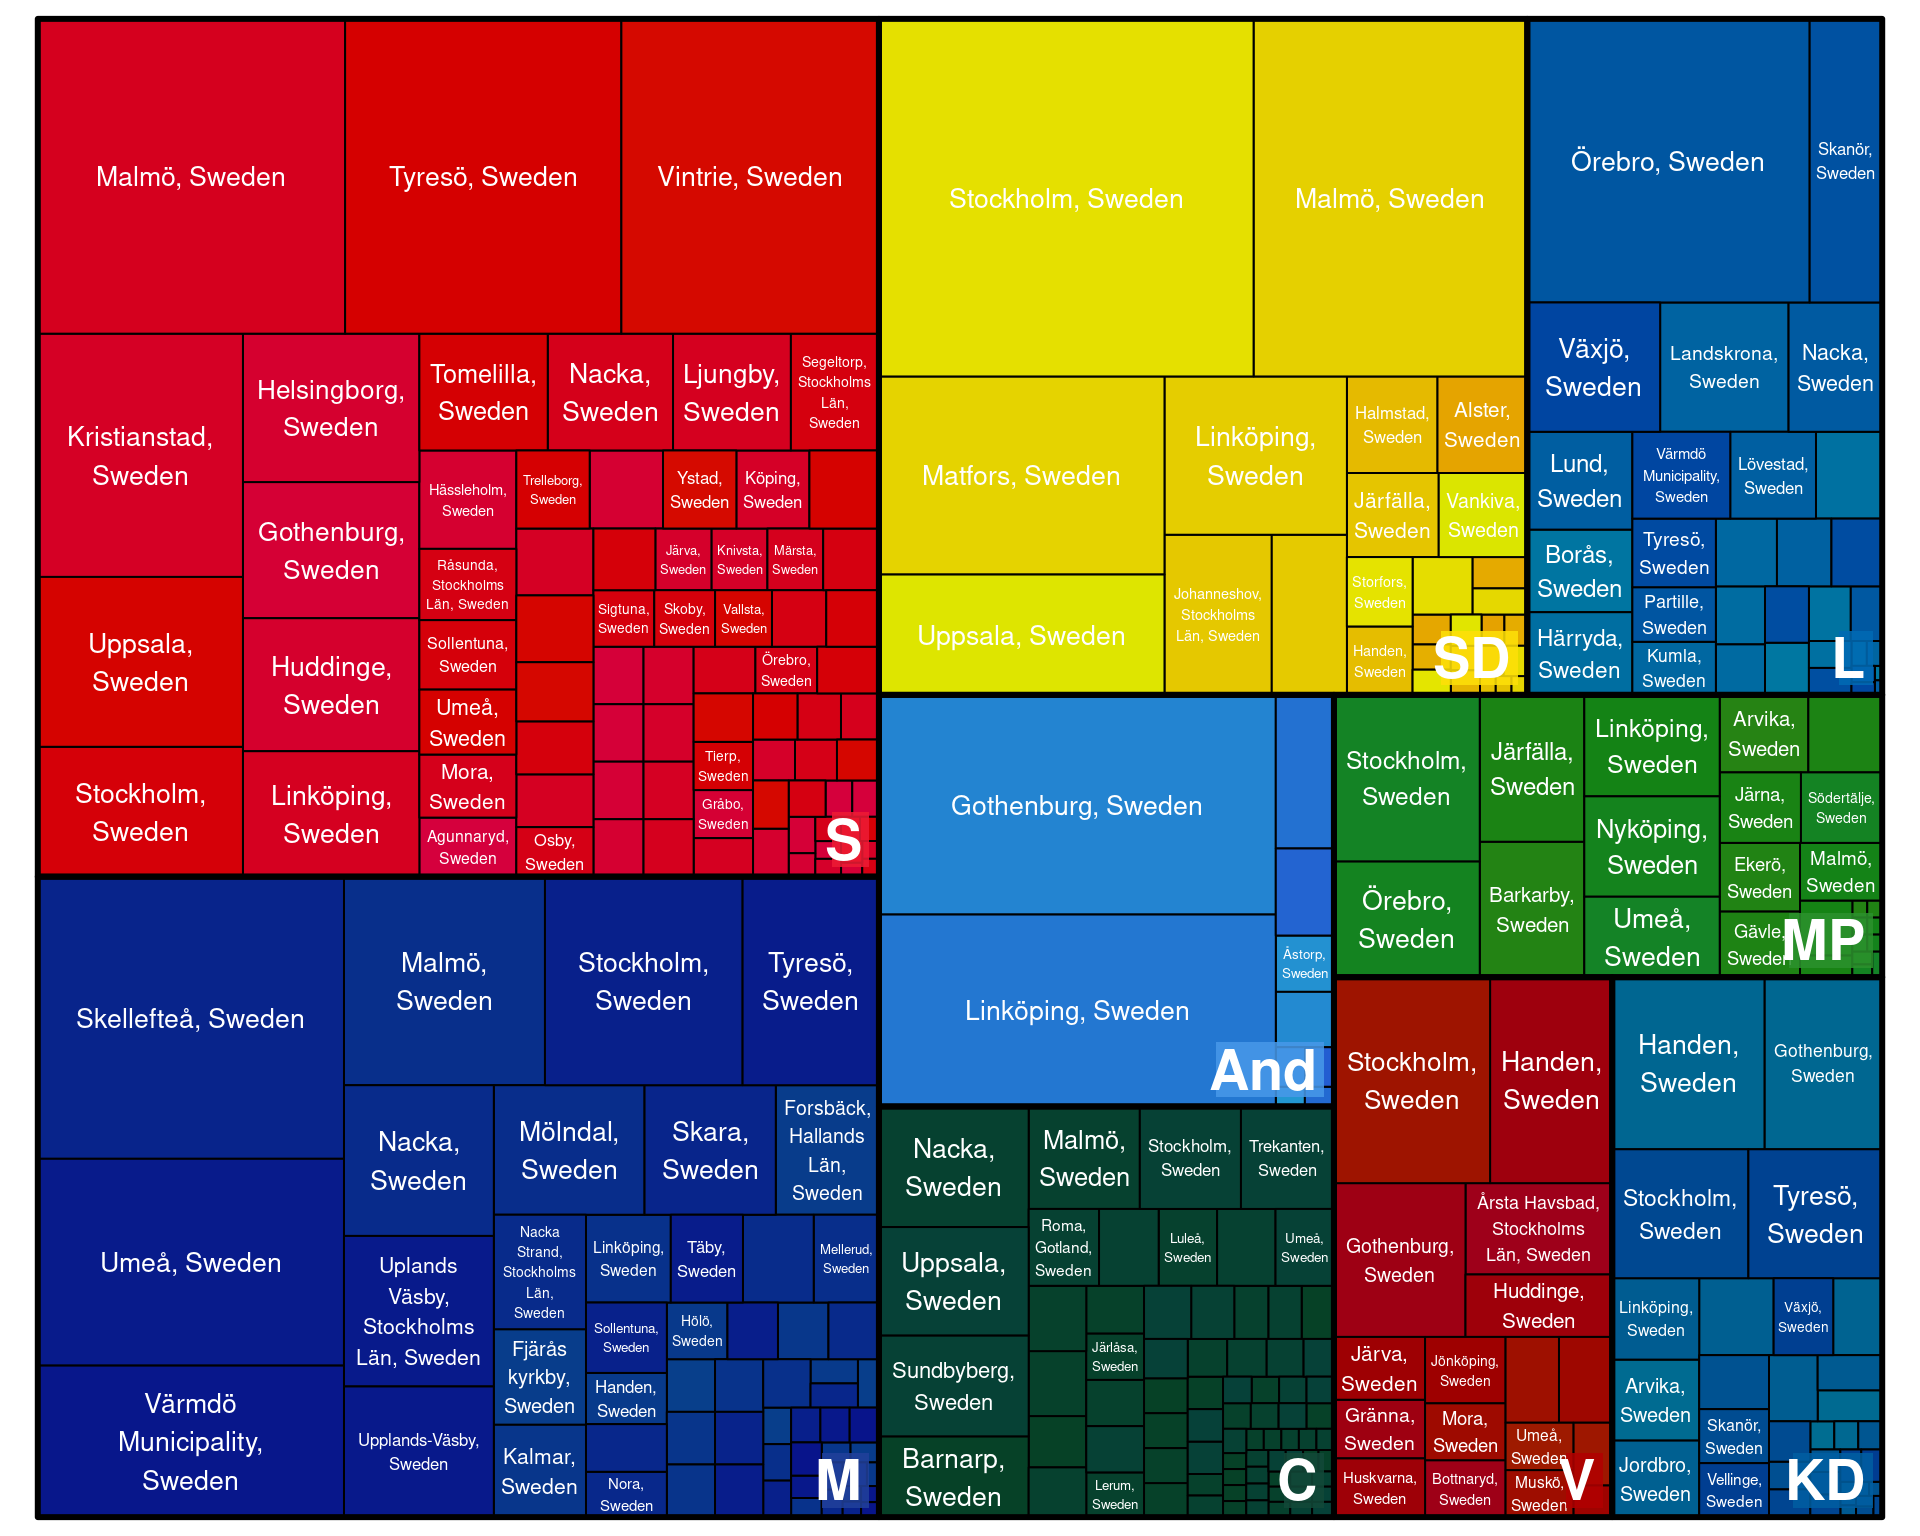 Malmö, Sweden
Tyresö, Sweden
Vintrie, Sweden
Kristianstad,
Sweden
Uppsala,
Sweden
Stockholm,
Sweden
Helsingborg,
Sweden
Gothenburg,
Sweden
Huddinge,
Sweden
Linköping,
Sweden
Tomelilla,
Sweden
Nacka,
Sweden
Ljungby,
Sweden
Segeltorp,
Stockholms
Län,
Sweden
Hässleholm,
Sweden
Råsunda,
Stockholms
Län, Sweden
Sollentuna,
Sweden
Umeå,
Sweden
Mora,
Sweden
Agunnaryd,
Sweden
Trelleborg,
Sweden
Ystad,
Sweden
Köping,
Sweden
Järva,
Sweden
Knivsta,
Sweden
Märsta,
Sweden
Sigtuna,
Sweden
Skoby,
Sweden
Vallsta,
Sweden
Örebro,
Sweden
Tierp,
Sweden
Gråbo,
Sweden
Osby,
Sweden
S
Stockholm, Sweden
Malmö, Sweden
Matfors, Sweden
Uppsala, Sweden
Linköping,
Sweden
Johanneshov,
Stockholms
Län, Sweden
Halmstad,
Sweden
Alster,
Sweden
Järfälla,
Sweden
Vankiva,
Sweden
Storfors,
Sweden
Handen,
Sweden
SD
Örebro, Sweden
Skanör,
Sweden
Växjö,
Sweden
Landskrona,
Sweden
Nacka,
Sweden
Lund,
Sweden
Borås,
Sweden
Härryda,
Sweden
Värmdö
Municipality,
Sweden
Lövestad,
Sweden
Tyresö,
Sweden
Partille,
Sweden
Kumla,
Sweden
L
Skellefteå, Sweden
Umeå, Sweden
Värmdö
Municipality,
Sweden
Malmö,
Sweden
Stockholm,
Sweden
Tyresö,
Sweden
Nacka,
Sweden
Uplands
Väsby,
Stockholms
Län, Sweden
Upplands-Väsby,
Sweden
Mölndal,
Sweden
Skara,
Sweden
Forsbäck,
Hallands
Län,
Sweden
Nacka
Strand,
Stockholms
Län,
Sweden
Fjärås
kyrkby,
Sweden
Kalmar,
Sweden
Linköping,
Sweden
Täby,
Sweden
Mellerud,
Sweden
Sollentuna,
Sweden
Hölö,
Sweden
Handen,
Sweden
Nora,
Sweden
M
Gothenburg, Sweden
Linköping, Sweden
Åstorp,
Sweden
And
Nacka,
Sweden
Uppsala,
Sweden
Sundbyberg,
Sweden
Barnarp,
Sweden
Malmö,
Sweden
Stockholm,
Sweden
Trekanten,
Sweden
Roma,
Gotland,
Sweden
Luleå,
Sweden
Umeå,
Sweden
Järlåsa,
Sweden
Lerum,
Sweden
C
Stockholm,
Sweden
Örebro,
Sweden
Järfälla,
Sweden
Barkarby,
Sweden
Linköping,
Sweden
Nyköping,
Sweden
Umeå,
Sweden
Arvika,
Sweden
Järna,
Sweden
Södertälje,
Sweden
Ekerö,
Sweden
Malmö,
Sweden
Gävle,
Sweden
MP
Stockholm,
Sweden
Handen,
Sweden
Gothenburg,
Sweden
Årsta Havsbad,
Stockholms
Län, Sweden
Huddinge,
Sweden
Järva,
Sweden
Gränna,
Sweden
Huskvarna,
Sweden
Jönköping,
Sweden
Mora,
Sweden
Bottnaryd,
Sweden
Umeå,
Sweden
Muskö,
Sweden
V
Handen,
Sweden
Gothenburg,
Sweden
Stockholm,
Sweden
Tyresö,
Sweden
Linköping,
Sweden
Växjö,
Sweden
Arvika,
Sweden
Jordbro,
Sweden
Skanör,
Sweden
Vellinge,
Sweden
KD